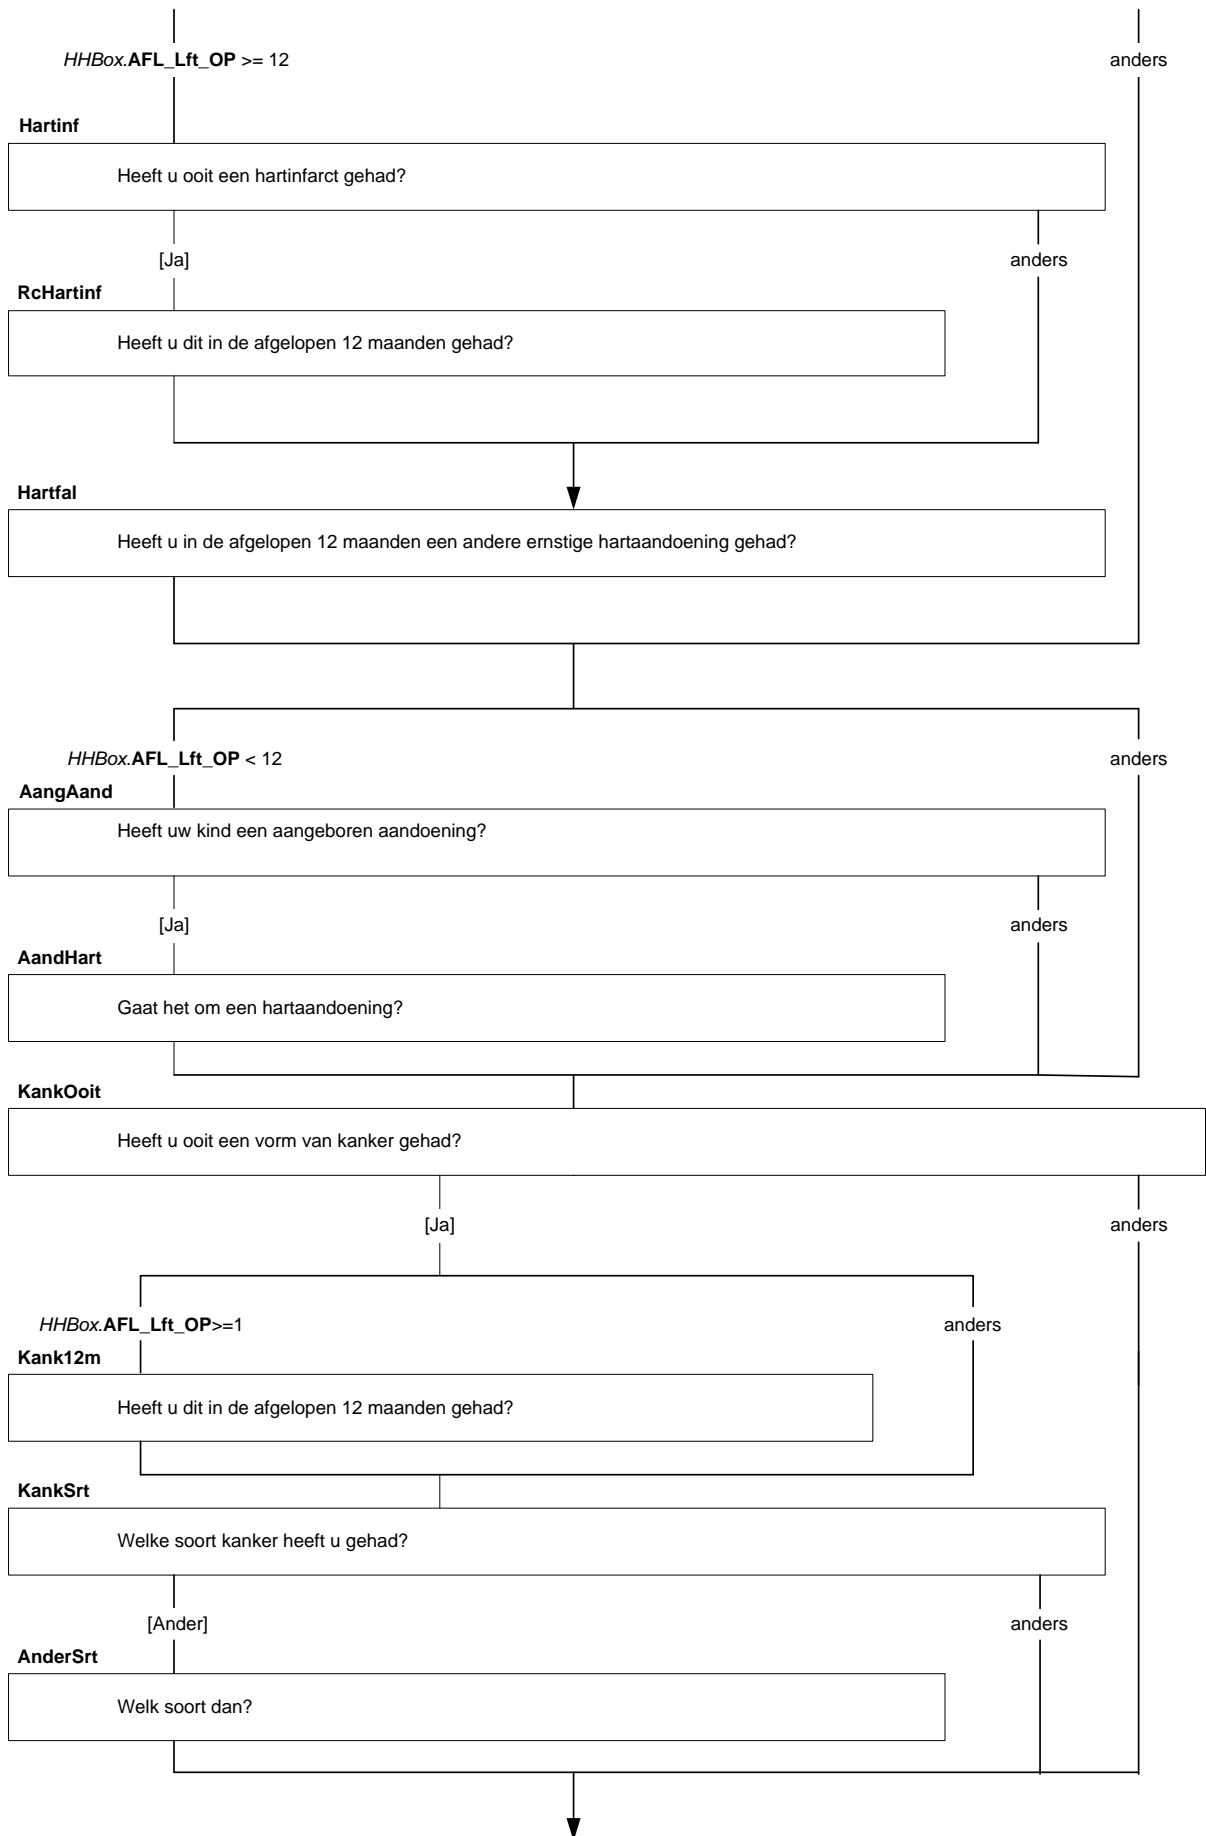 HHBox.AFL_Lft_OP >= 12 anders
Hartinf
Heeft u ooit een hartinfarct gehad?
[Ja] anders
RcHartinf
Heeft u dit in de afgelopen 12 maanden gehad?
Hartfal
Heeft u in de afgelopen 12 maanden een andere ernstige hartaandoening gehad?
HHBox.AFL_Lft_OP < 12 anders
AangAand
Heeft uw kind een aangeboren aandoening?
[Ja] anders
AandHart
Gaat het om een hartaandoening?
KankOoit
Heeft u ooit een vorm van kanker gehad?
[Ja] anders
HHBox.AFL_Lft_OP>=1 anders
Kank12m
Heeft u dit in de afgelopen 12 maanden gehad?
KankSrt
Welke soort kanker heeft u gehad?
[Ander] anders
AnderSrt
Welk soort dan?